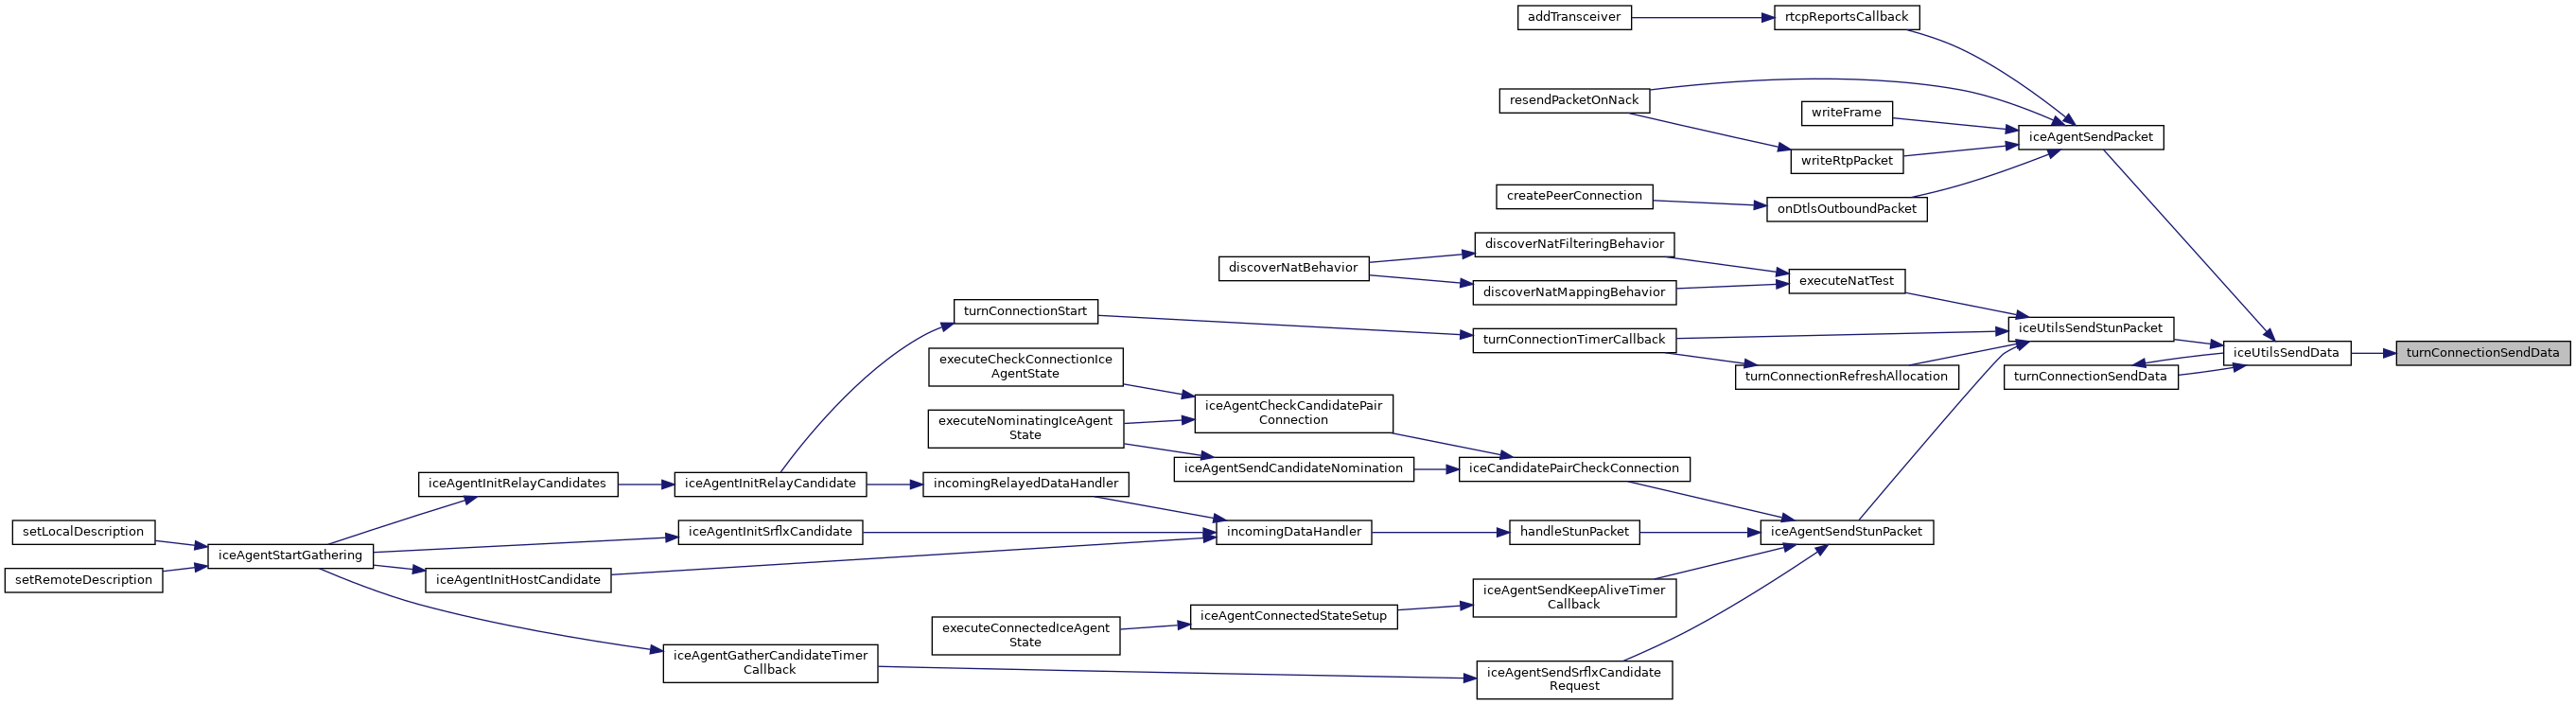 addTransceiver
rtcpReportsCallback
resendPacketOnNack
writeFrame
iceAgentSendPacket
writeRtpPacket
createPeerConnection
onDtlsOutboundPacket
discoverNatFilteringBehavior
discoverNatBehavior
executeNatTest
discoverNatMappingBehavior
turnConnectionStart
iceUtilsSendStunPacket
turnConnectionTimerCallback
iceUtilsSendData
turnConnectionSendData
executeCheckConnectionIce
AgentState
turnConnectionRefreshAllocation
turnConnectionSendData
iceAgentCheckCandidatePair
Connection
executeNominatingIceAgent
State
iceAgentSendCandidateNomination
iceCandidatePairCheckConnection
iceAgentInitRelayCandidates
iceAgentInitRelayCandidate
incomingRelayedDataHandler
setLocalDescription
iceAgentInitSrflxCandidate
incomingDataHandler
handleStunPacket
iceAgentSendStunPacket
iceAgentStartGathering
setRemoteDescription
iceAgentInitHostCandidate
iceAgentSendKeepAliveTimer
Callback
iceAgentConnectedStateSetup
executeConnectedIceAgent
State
iceAgentGatherCandidateTimer
Callback
iceAgentSendSrflxCandidate
Request